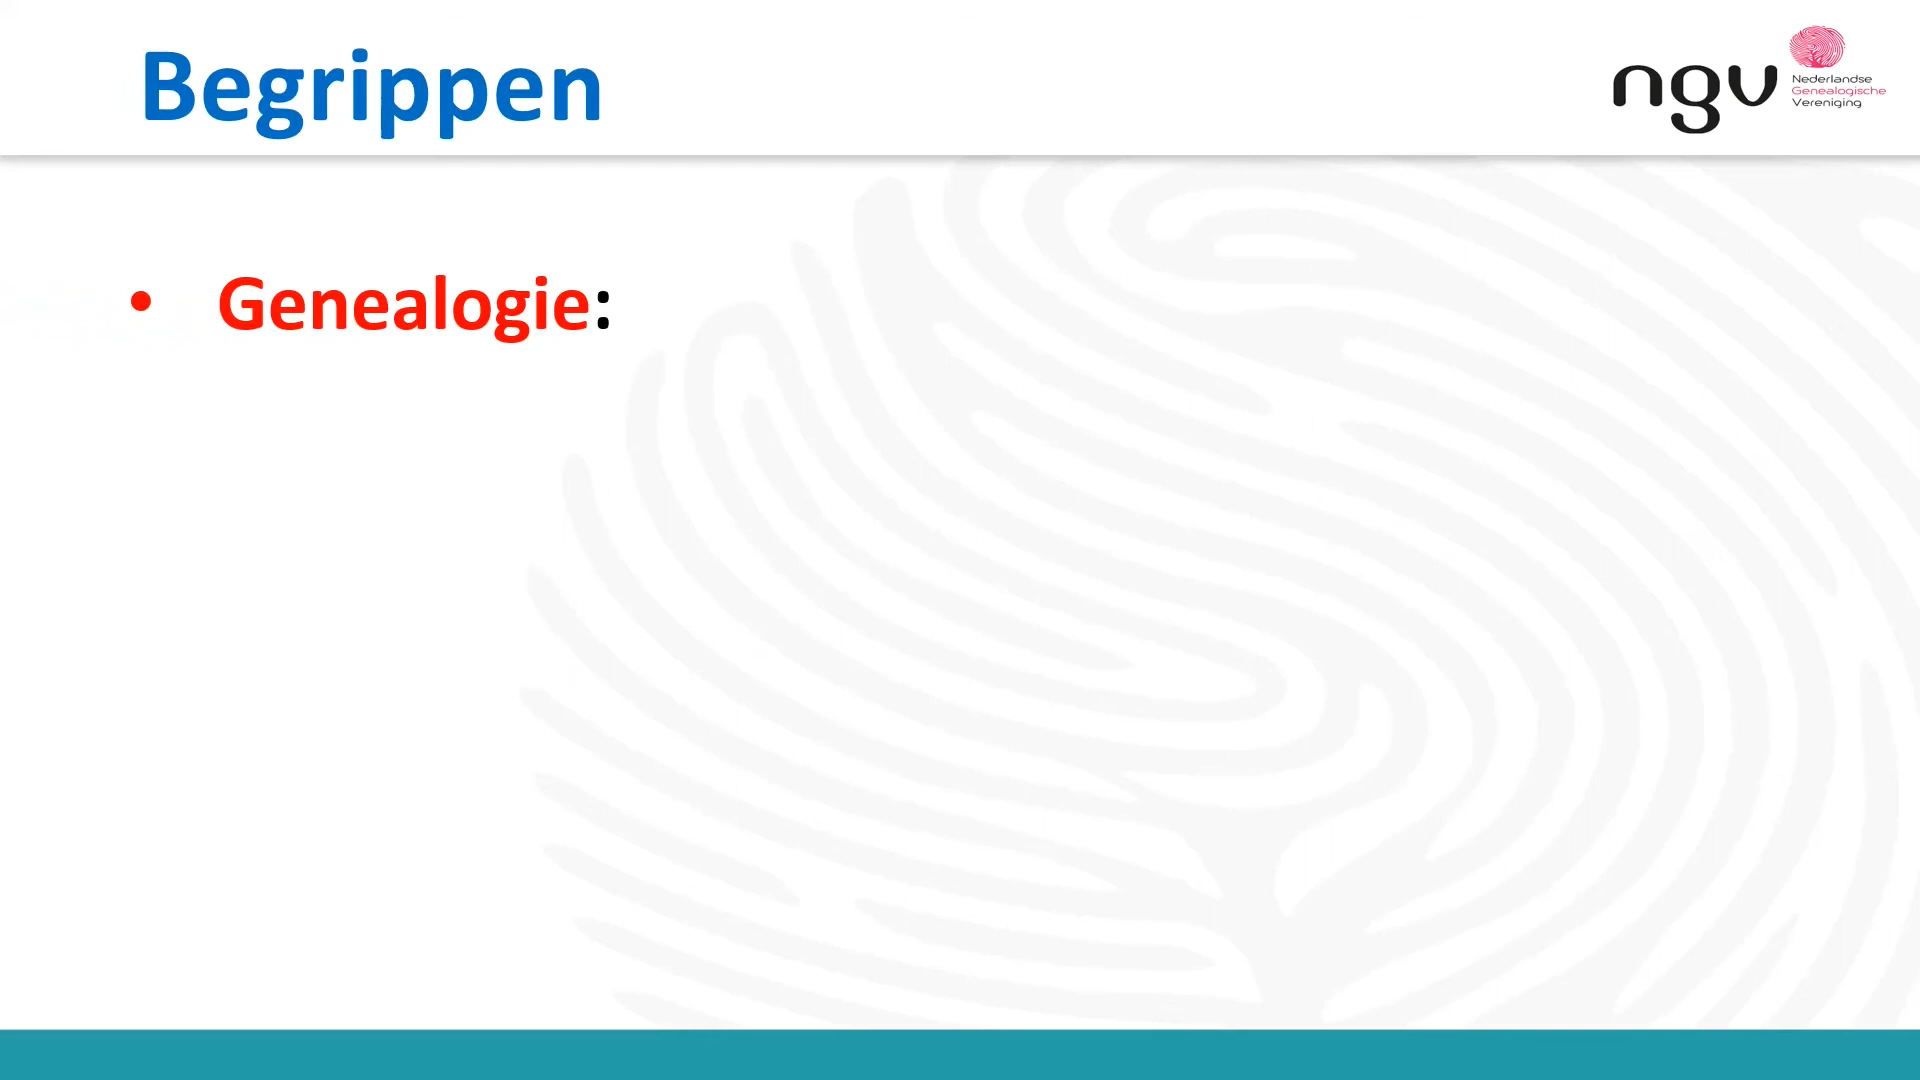 Begrippen
ngv
Nederlandse
Genealogische
Vereniging
• Genealogie: